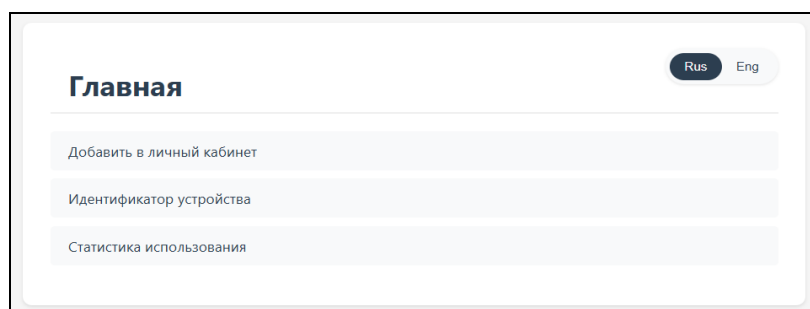 Rus Eng
Главная
Добавить в личный кабинет
Идентификатор устройства
Статистика использования